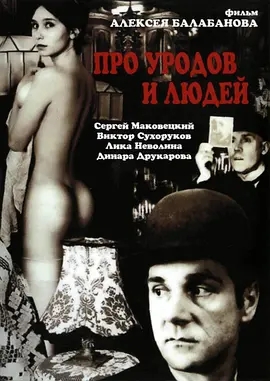 фильм
АЛЕКСЕЯ БАЛАБАНОВА
ПРО УРОДОВ
И ЛЮДЕЙ
Сергей Маковецкий
Виктор Сухоруков
Лика Неволина
Динара Друкарова